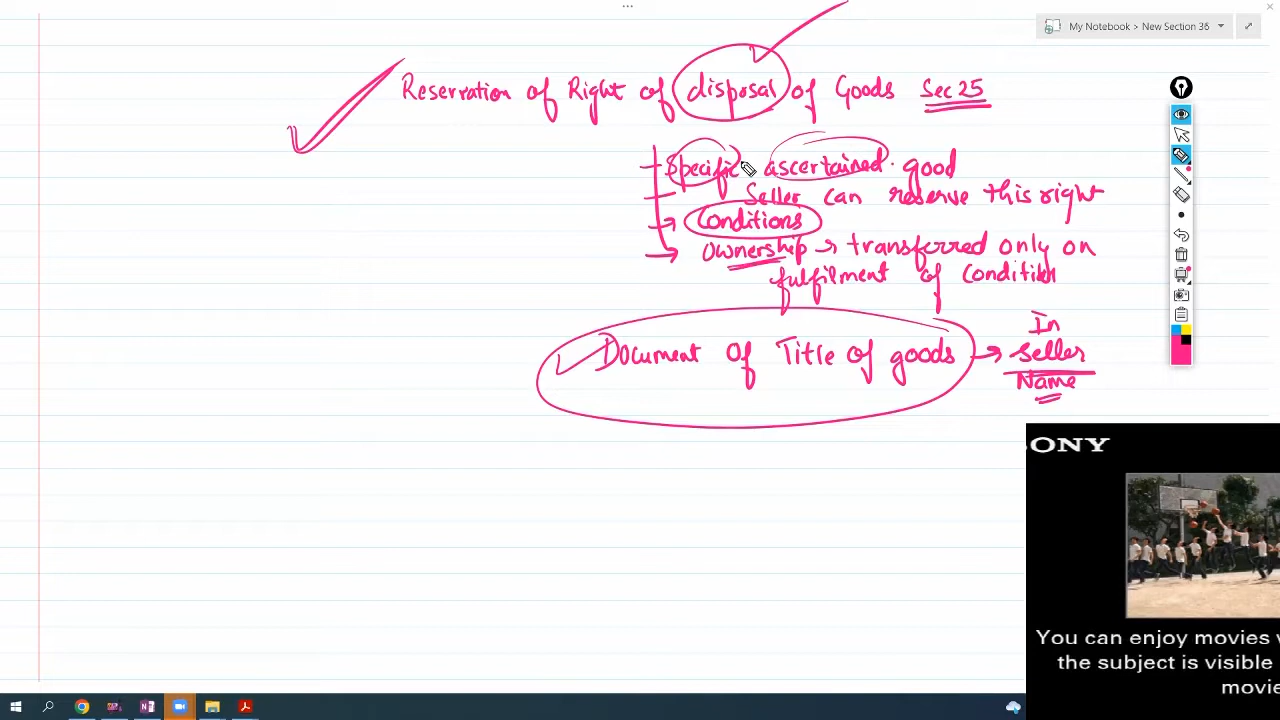 My Notebook > New Section 36
Reservation of Right of disposal of Goods Sec 25
Specific ascertained good
Seller can reserve this right
Conditions
Ownership → transferred only on
fulfilment of Condition
Document Of Title Of goods → In
Seller
Name
ONY
You can enjoy movies
the subject is visible
movie